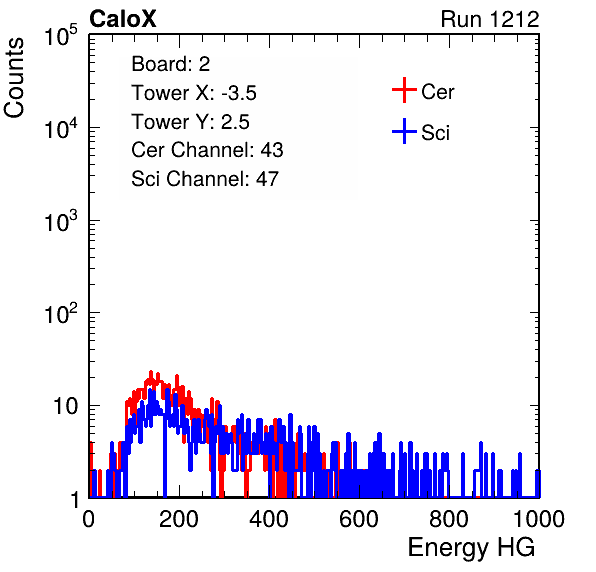 CaloX Run 1212
Counts
10^5
10^4
10^3
10^2
10
1
Board: 2
Tower X: -3.5
Tower Y: 2.5
Cer Channel: 43
Sci Channel: 47
Cer
Sci
0 200 400 600 800 1000
Energy HG